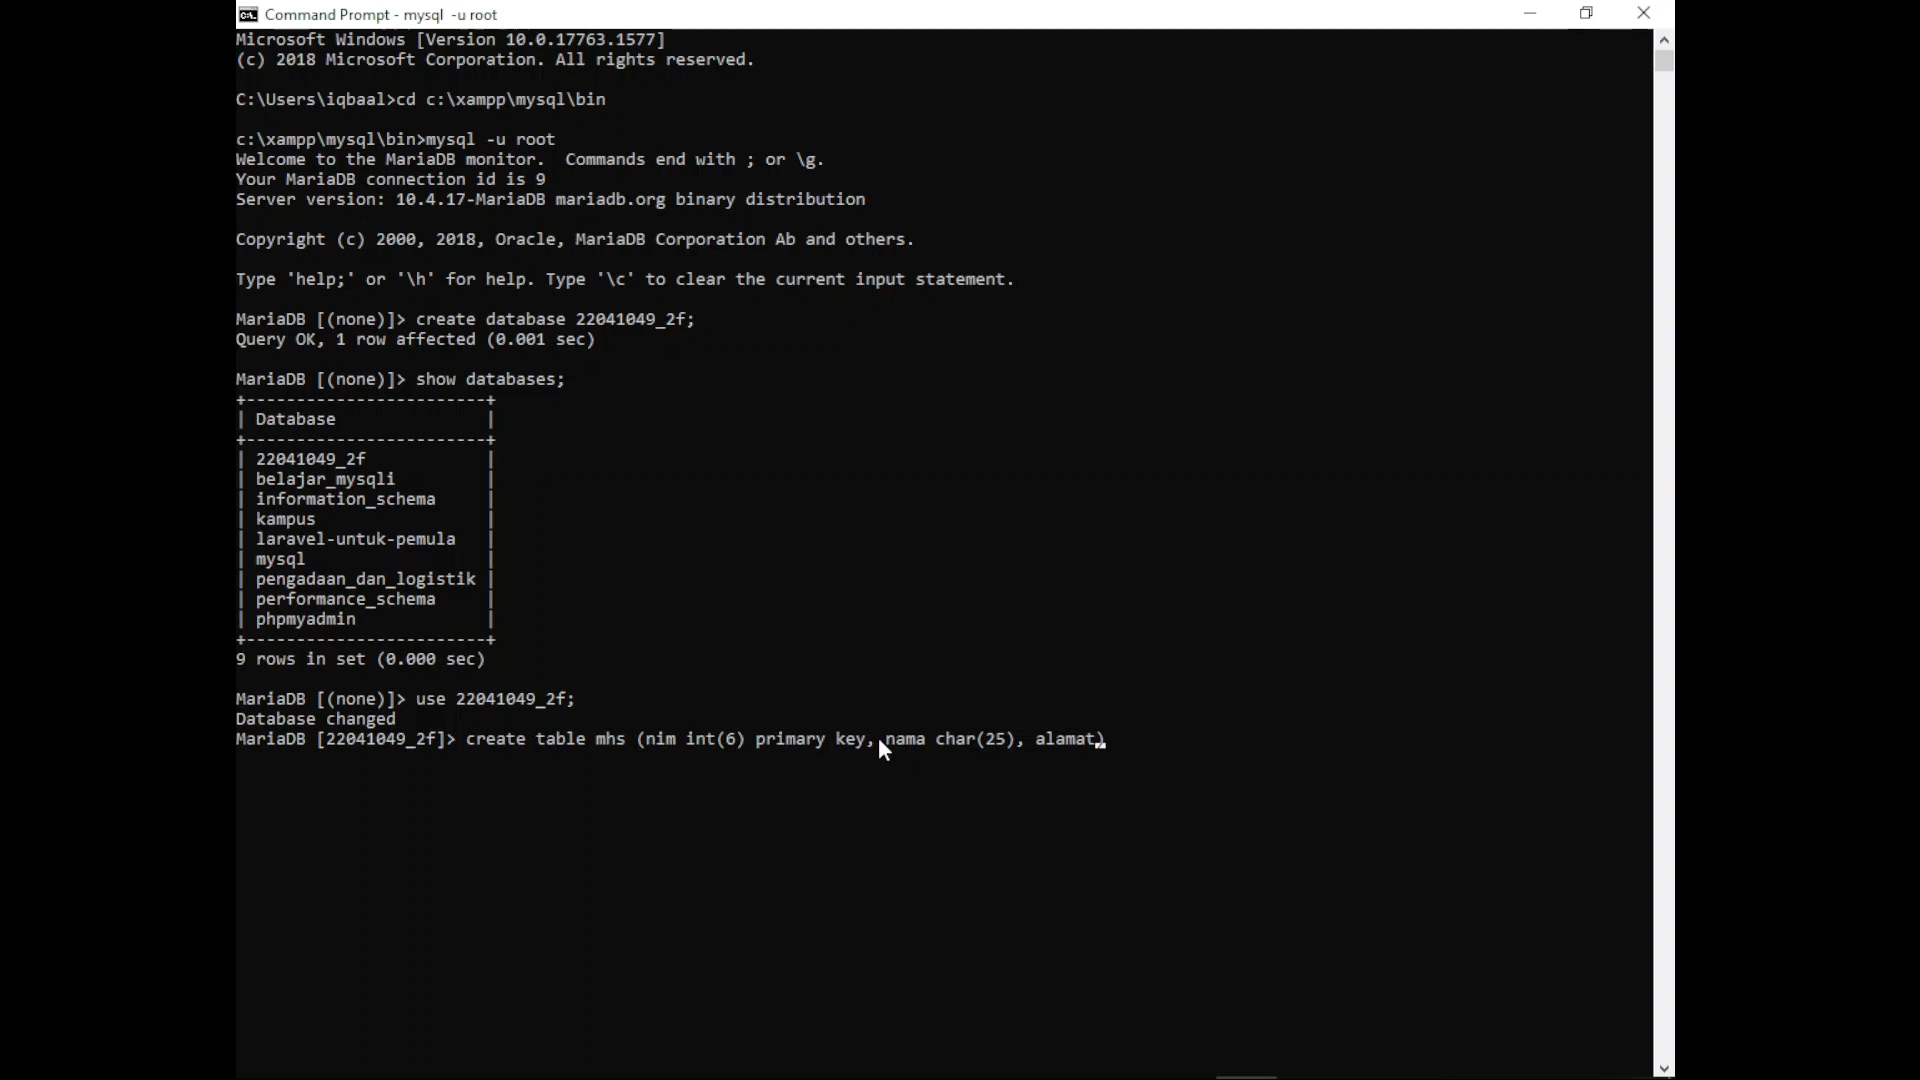 Command Prompt - mysql  -u root
Microsoft Windows [Version 10.0.17763.1577]
(c) 2018 Microsoft Corporation. All rights reserved.
C:\Users\iqbaal>cd c:\xampp\mysql\bin
c:\xampp\mysql\bin>mysql -u root
Welcome to the MariaDB monitor.  Commands end with ; or \g.
Your MariaDB connection id is 9
Server version: 10.4.17-MariaDB mariadb.org binary distribution
Copyright (c) 2000, 2018, Oracle, MariaDB Corporation Ab and others.
Type 'help;' or '\h' for help. Type '\c' to clear the current input statement.
MariaDB [(none)]> create database 22041049_2f;
Query OK, 1 row affected (0.001 sec)
MariaDB [(none)]> show databases;
+------------------------+
| Database               |
+------------------------+
| 22041049_2f            |
| belajar_mysqli         |
| information_schema     |
| kampus                 |
| laravel-untuk-pemula   |
| mysql                  |
| pengadaan_dan_logistik |
| performance_schema     |
| phpmyadmin             |
+------------------------+
9 rows in set (0.000 sec)
MariaDB [(none)]> use 22041049_2f;
Database changed
MariaDB [22041049_2f]> create table mhs (nim int(6) primary key, nama char(25), alamat)